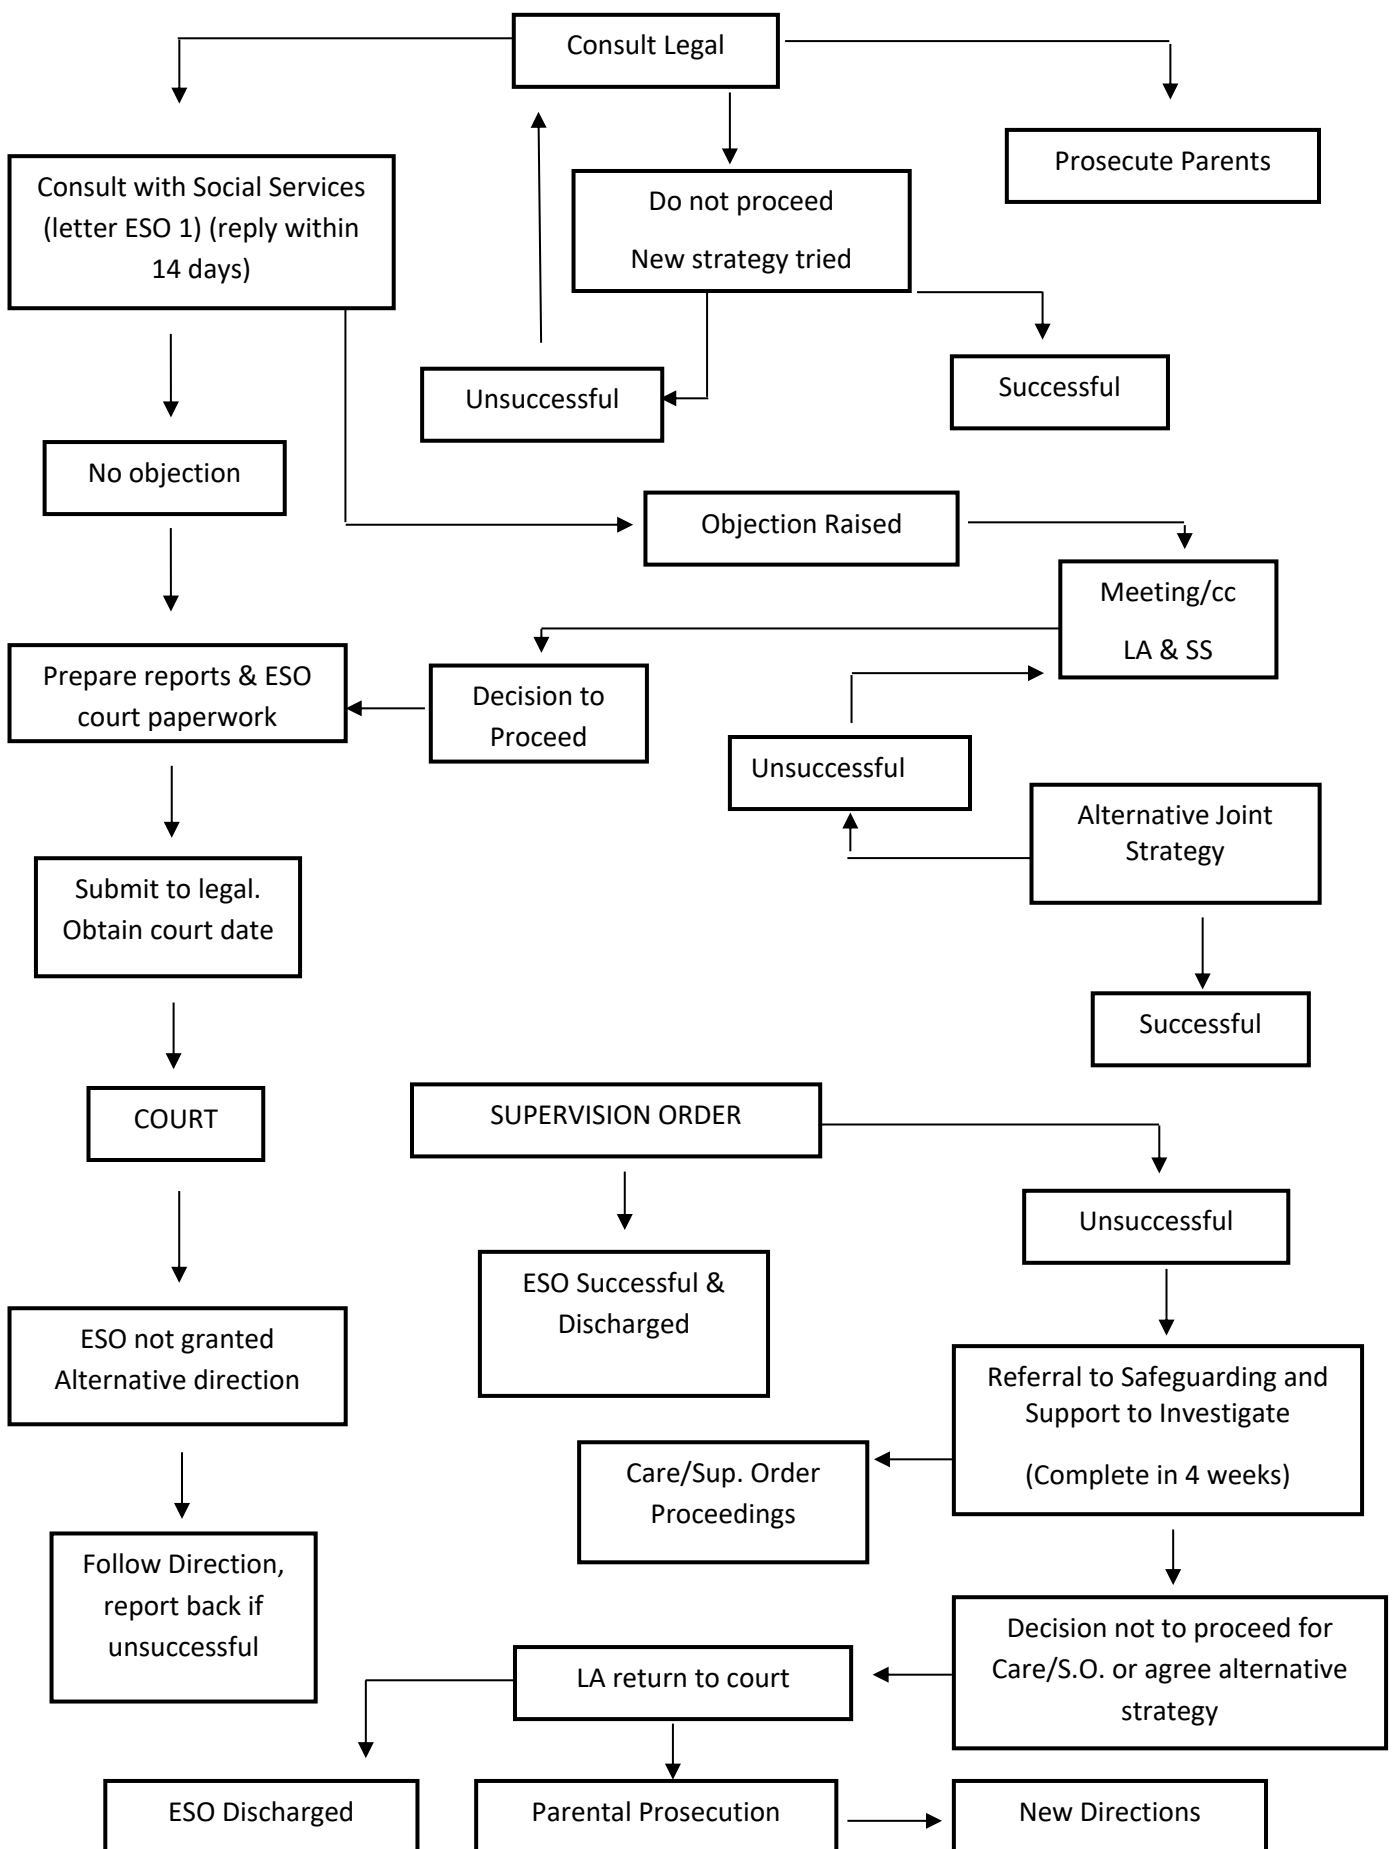 Consult Legal
Prosecute Parents
Consult with Social Services
(letter ESO 1) (reply within
14 days)
Do not proceed
New strategy tried
Unsuccessful
Successful
No objection
Objection Raised
Meeting/cc
LA & SS
Prepare reports & ESO
court paperwork
Decision to
Proceed
Unsuccessful
Alternative Joint
Strategy
Submit to legal.
Obtain court date
Successful
COURT
SUPERVISION ORDER
Unsuccessful
ESO Successful &
Discharged
ESO not granted
Alternative direction
Referral to Safeguarding and
Support to Investigate
(Complete in 4 weeks)
Care/Sup. Order
Proceedings
Follow Direction,
report back if
unsuccessful
Decision not to proceed for
Care/S.O. or agree alternative
strategy
LA return to court
ESO Discharged
Parental Prosecution
New Directions